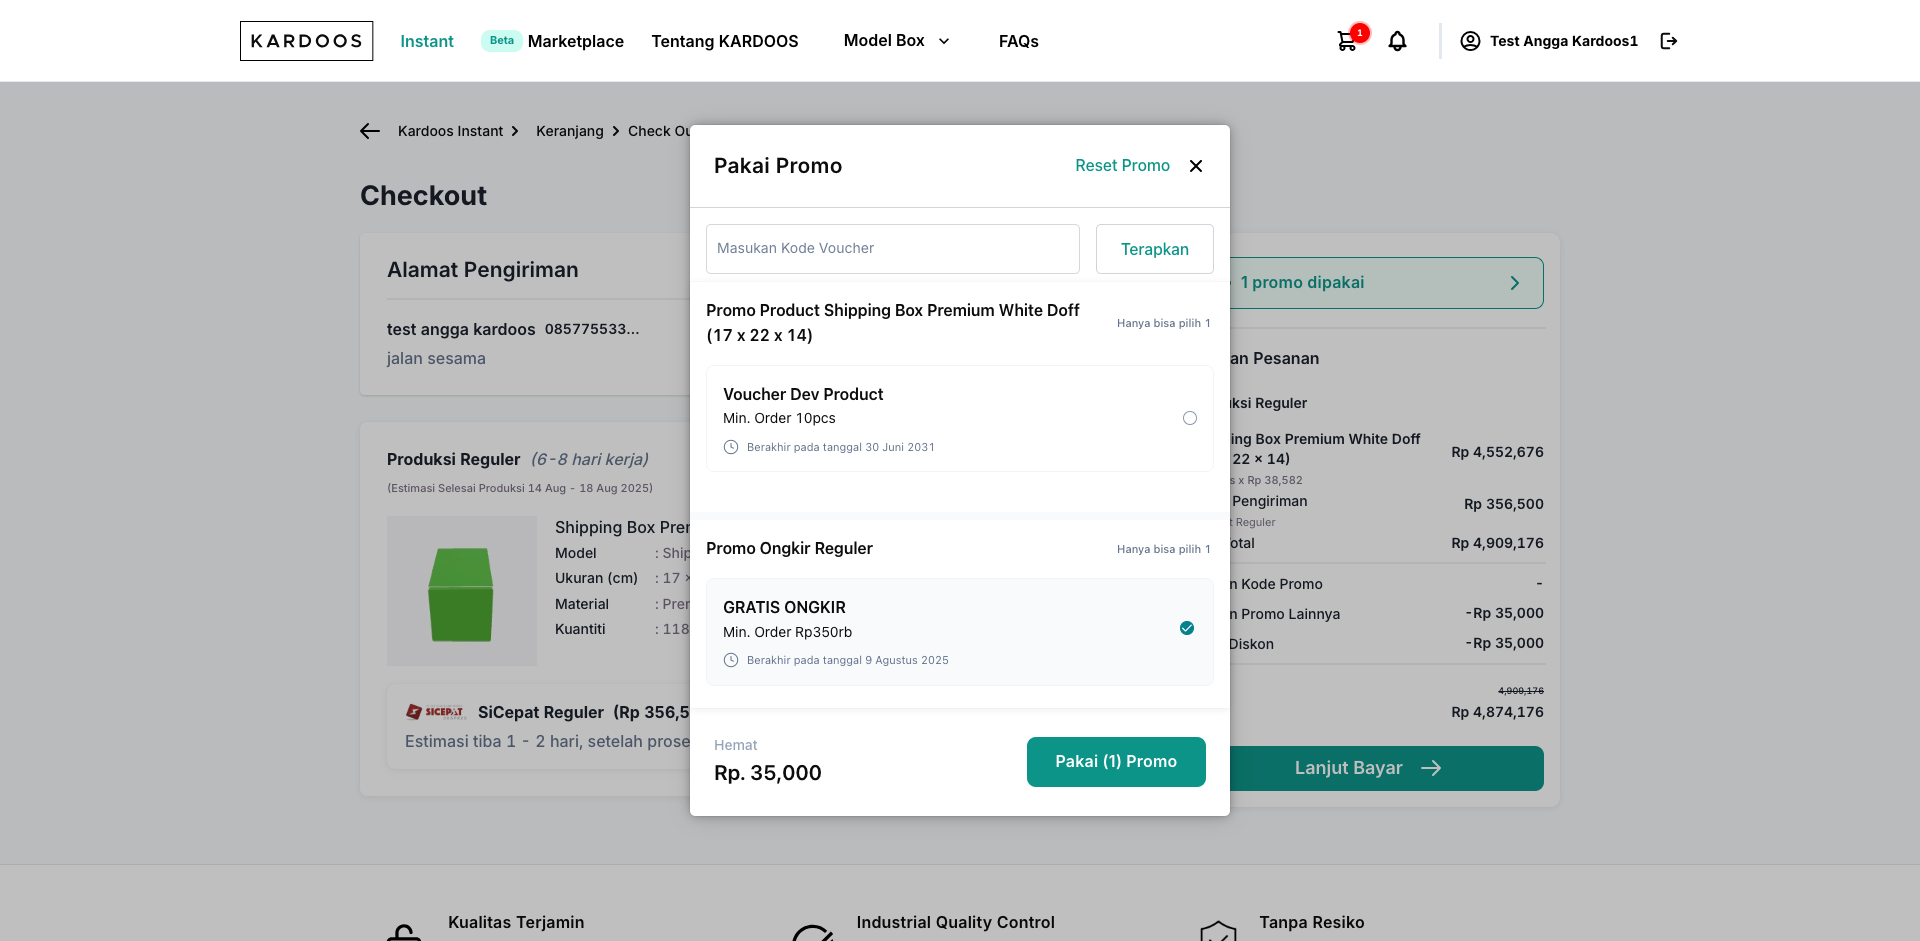 KARDOOS
Instant
Beta
Marketplace
Tentang KARDOOS
Model Box
FAQs
1
Test Angga Kardoos1
Kardoos Instant
Keranjang
Check Ou
Checkout
Alamat Pengiriman
test angga kardoos 085775533...
jalan sesama
Produksi Reguler (6-8 hari kerja)
(Estimasi Selesai Produksi 14 Aug - 18 Aug 2025)
Shipping Box Prer
Model : Ship
Ukuran (cm) : 17 ×
Material : Prer
Kuantiti : 118
SICEPAT
SiCepat Reguler (Rp 356,5
Estimasi tiba 1 - 2 hari, setelah prose
Pakai Promo
Reset Promo
Masukan Kode Voucher
Terapkan
Promo Product Shipping Box Premium White Doff
(17 x 22 x 14)
Hanya bisa pilih 1
Voucher Dev Product
Min. Order 10pcs
Berakhir pada tanggal 30 Juni 2031
Promo Ongkir Reguler
Hanya bisa pilih 1
GRATIS ONGKIR
Min. Order Rp350rb
Berakhir pada tanggal 9 Agustus 2025
Hemat
Rp. 35,000
Pakai (1) Promo
1 promo dipakai
an Pesanan
ksi Reguler
ing Box Premium White Doff
22 × 14)
Rp 4,552,676
s x Rp 38,582
Pengiriman
Rp 356,500
t Reguler
otal
Rp 4,909,176
n Kode Promo
-
n Promo Lainnya
-Rp 35,000
Diskon
-Rp 35,000
4,909,176
Rp 4,874,176
Lanjut Bayar
Kualitas Terjamin
Industrial Quality Control
Tanpa Resiko